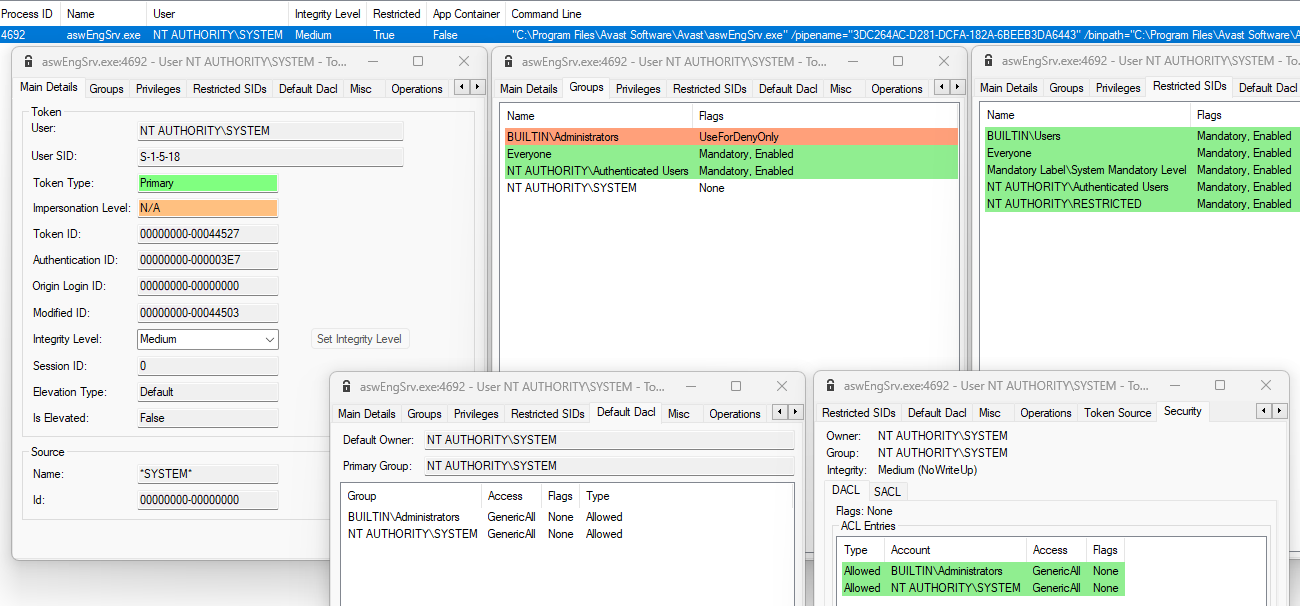 Process ID Name User Integrity Level Restricted App Container Command Line
4692 aswEngSrv.exe NT AUTHORITY\SYSTEM Medium True False "C:\Program Files\Avast Software\Avast\aswEngSrv.exe" /pipename="3DC264AC-D281-DCFA-182A-6BEEB3DA6443" /binpath="C:\Program Files\Avast Software\A
aswEngSrv.exe:4692 - User NT AUTHORITY\SYSTEM - To...
Main Details Groups Privileges Restricted SIDs Default Dacl Misc Operations
Token
User: NT AUTHORITY\SYSTEM
User SID: S-1-5-18
Token Type: Primary
Impersonation Level: N/A
Token ID: 00000000-00044527
Authentication ID: 00000000-000003E7
Origin Login ID: 00000000-00000000
Modified ID: 00000000-00044503
Integrity Level: Medium Set Integrity Level
Session ID: 0
Elevation Type: Default
Is Elevated: False
Source
Name: *SYSTEM*
Id: 00000000-00000000
aswEngSrv.exe:4692 - User NT AUTHORITY\SYSTEM - To...
Main Details Groups Privileges Restricted SIDs Default Dacl Misc Operations
Name Flags
BUILTIN\Administrators UseForDenyOnly
Everyone Mandatory, Enabled
NT AUTHORITY\Authenticated Users Mandatory, Enabled
NT AUTHORITY\SYSTEM None
aswEngSrv.exe:4692 - User NT AUTHORITY\SYSTEM - To...
Main Details Groups Privileges Restricted SIDs Default Dacl
Name Flags
BUILTIN\Users Mandatory, Enabled
Everyone Mandatory, Enabled
Mandatory Label\System Mandatory Level Mandatory, Enabled
NT AUTHORITY\Authenticated Users Mandatory, Enabled
NT AUTHORITY\RESTRICTED Mandatory, Enabled
aswEngSrv.exe:4692 - User NT AUTHORITY\SYSTEM - To...
Main Details Groups Privileges Restricted SIDs Default Dacl Misc Operations
Default Owner: NT AUTHORITY\SYSTEM
Primary Group: NT AUTHORITY\SYSTEM
Group Access Flags Type
BUILTIN\Administrators GenericAll None Allowed
NT AUTHORITY\SYSTEM GenericAll None Allowed
aswEngSrv.exe:4692 - User NT AUTHORITY\SYSTEM - To...
Restricted SIDs Default Dacl Misc Operations Token Source Security
Owner: NT AUTHORITY\SYSTEM
Group: NT AUTHORITY\SYSTEM
Integrity: Medium (NoWriteUp)
DACL SACL
Flags: None
ACL Entries
Type Account Access Flags
Allowed BUILTIN\Administrators GenericAll None
Allowed NT AUTHORITY\SYSTEM GenericAll None